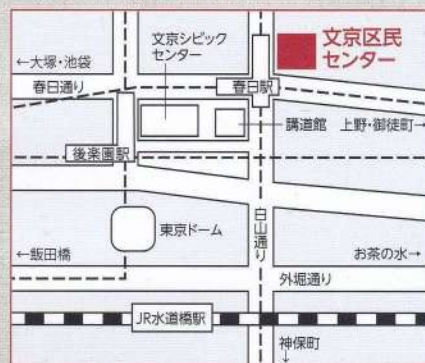 文京シビック
センター
文京区民
センター
←大塚・池袋
春日通り
春日駅
講道館
上野・御徒町→
後楽園駅
東京ドーム
白山通り
←飯田橋
お茶の水→
外堀通り
JR水道橋駅
神保町
↓